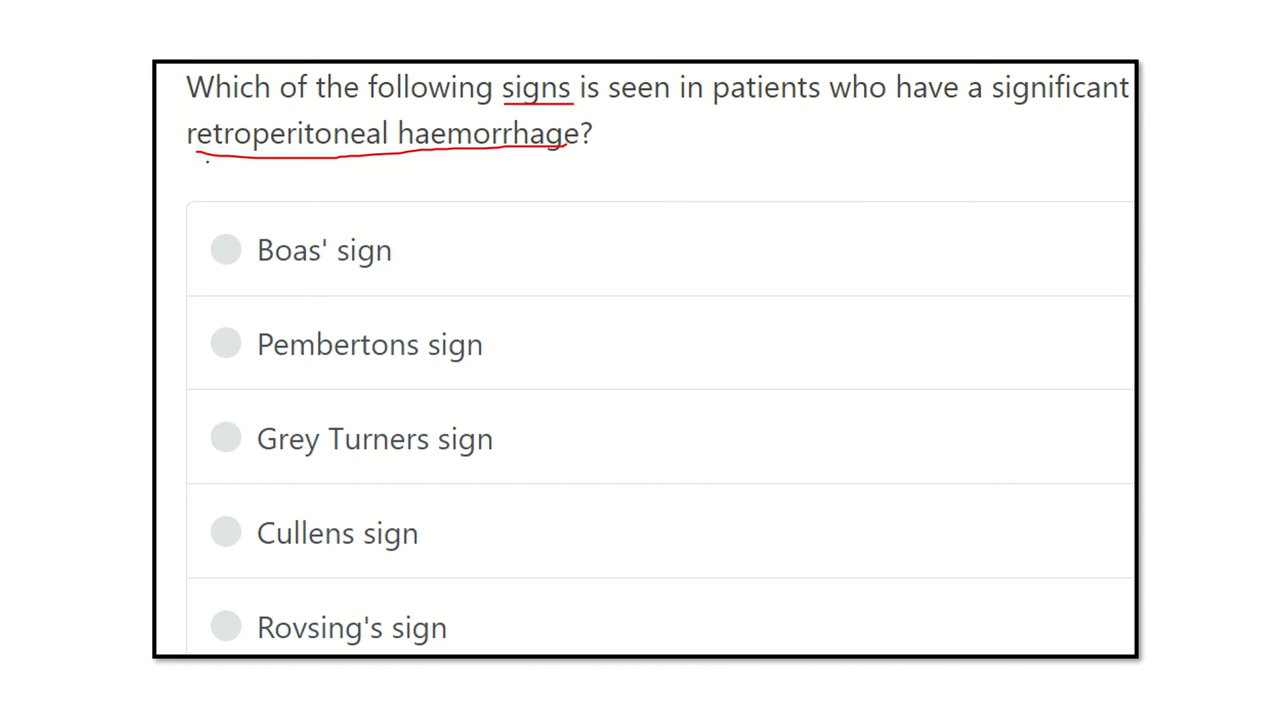 Which of the following signs is seen in patients who have a significant
retroperitoneal haemorrhage?
Boas' sign
Pembertons sign
Grey Turners sign
Cullens sign
Rovsing's sign